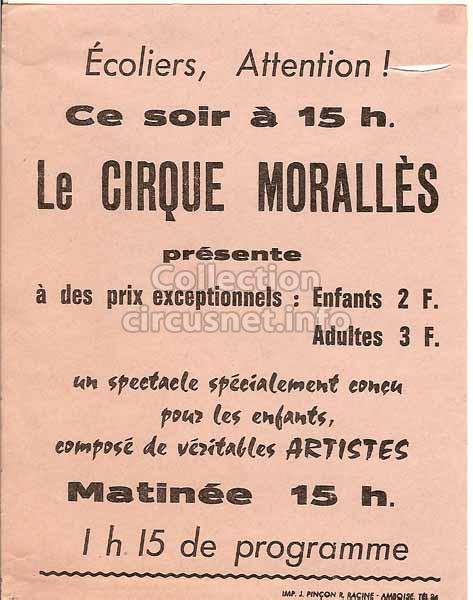 Écoliers, Attention !
Ce soir à 15 h.
Le CIRQUE MORALLÈS
présente
Collection
à des prix exceptionnels : Enfants 2 F.
circusnet.info
Adultes 3 F.
un spectacle spécialement conçu
pour les enfants,
composé de véritables ARTISTES
Matinée 15 h.
1 h. 15 de programme
IMP. J. PINÇON R. RACINE - AMBOISE. TÉL 94